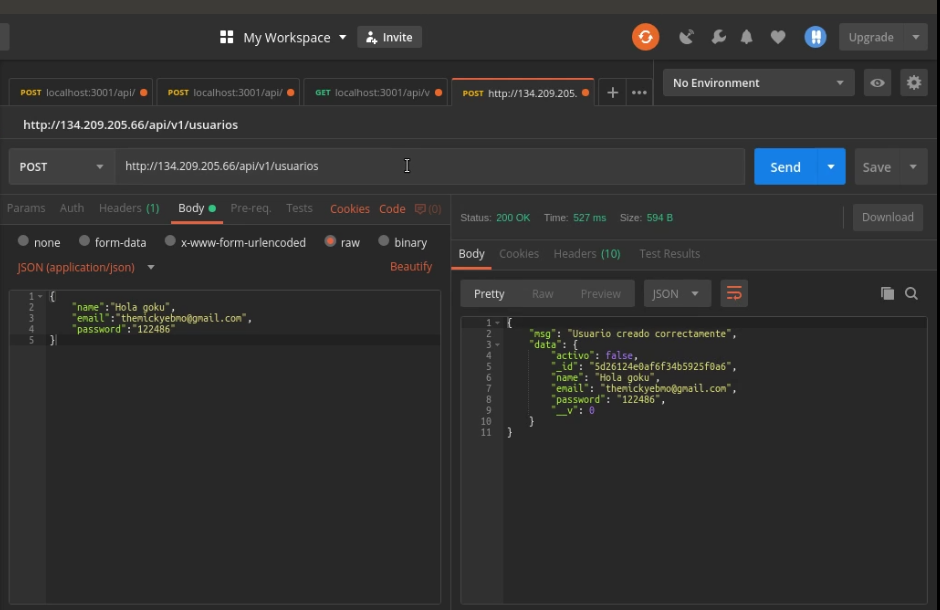 My Workspace
Invite
Upgrade
POST localhost:3001/api/
POST localhost:3001/api/
GET localhost:3001/api/v
POST http://134.209.205.
No Environment
http://134.209.205.66/api/v1/usuarios
POST
http://134.209.205.66/api/v1/usuarios
Send
Save
Params Auth Headers (1) Body Pre-req. Tests Cookies Code (0)
none form-data x-www-form-urlencoded raw binary
JSON (application/json)
Beautify
1 {
2 "name":"Hola goku",
3 "email":"themickyebmo@gmail.com",
4 "password":"122486"
5 }
Status: 200 OK Time: 527 ms Size: 594 B
Download
Body Cookies Headers (10) Test Results
Pretty Raw Preview JSON
1 {
2 "msg": "Usuario creado correctamente",
3 "data": {
4 "activo": false,
5 "_id": "5d26124e0af6f34b5925f0a6",
6 "name": "Hola goku",
7 "email": "themickyebmo@gmail.com",
8 "password": "122486",
9 "__v": 0
10 }
11 }